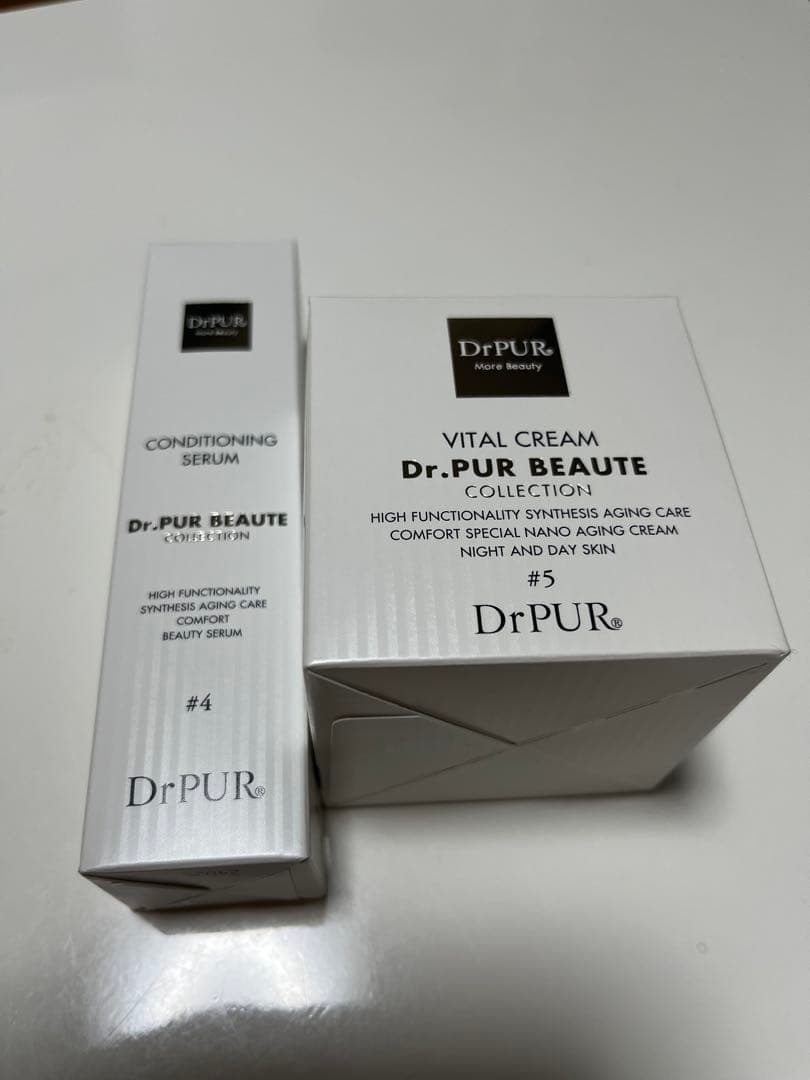 DrPUR
CONDITIONING
SERUM
Dr.PUR BEAUTE
COLLECTION
HIGH FUNCTIONALITY
SYNTHESIS AGING CARE
COMFORT
BEAUTY SERUM
#4
DrPUR®
DrPUR®
More Beauty
VITAL CREAM
Dr.PUR BEAUTE
COLLECTION
HIGH FUNCTIONALITY SYNTHESIS AGING CARE
COMFORT SPECIAL NANO AGING CREAM
NIGHT AND DAY SKIN
#5
DrPUR®